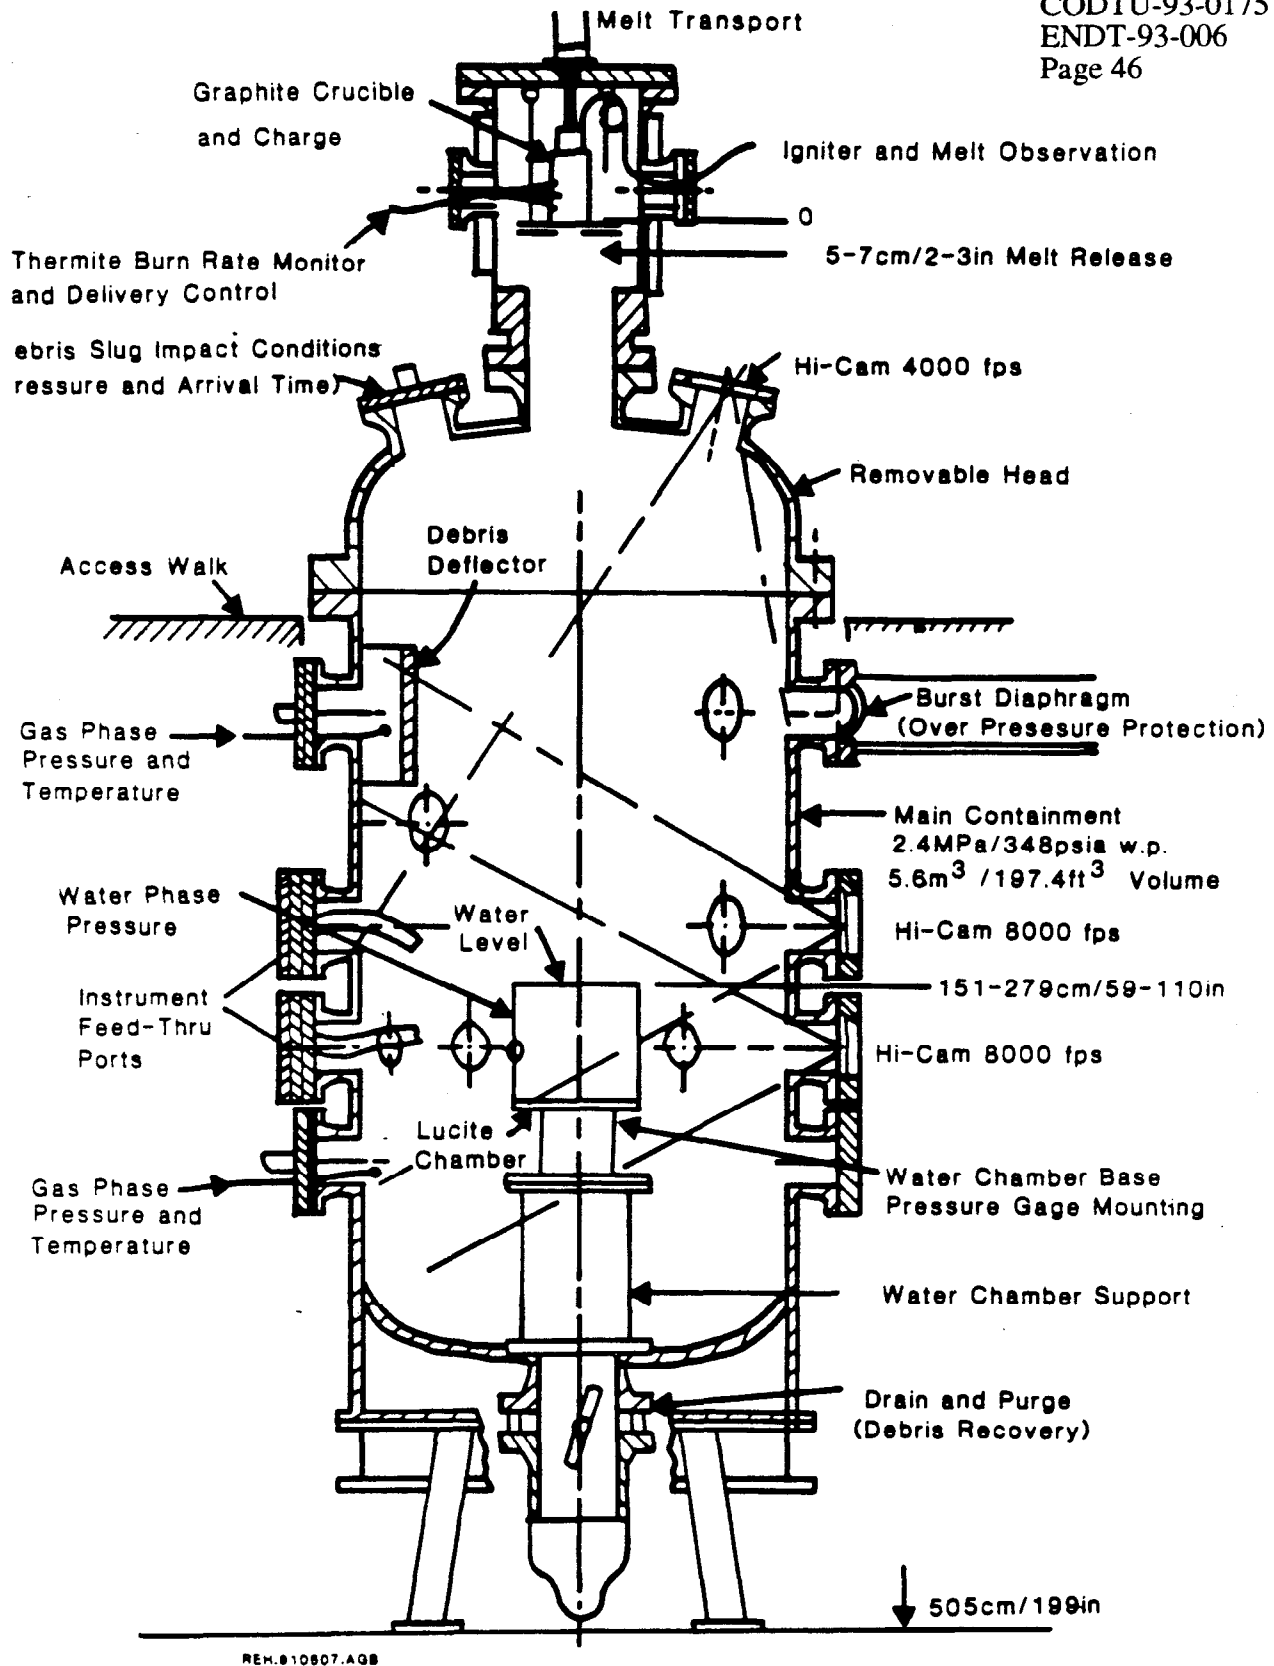 Melt Transport
CODTU-93-0175
ENDT-93-006
Page 46
Graphite Crucible
and Charge
Igniter and Melt Observation
0
5-7cm/2-3in Melt Release
Thermite Burn Rate Monitor
and Delivery Control
ebris Slug Impact Conditions
ressure and Arrival Time)
Hi-Cam 4000 fps
Removable Head
Debris
Deflector
Access Walk
Burst Diaphragm
(Over Presesure Protection)
Gas Phase
Pressure and
Temperature
Main Containment
2.4MPa/348psia w.p.
5.6m³ /197.4ft³ Volume
Water Phase
Pressure
Water
Level
Hi-Cam 8000 fps
151-279cm/59-110in
Instrument
Feed-Thru
Ports
Hi-Cam 8000 fps
Lucite
Chamber
Water Chamber Base
Pressure Gage Mounting
Gas Phase
Pressure and
Temperature
Water Chamber Support
Drain and Purge
(Debris Recovery)
505cm/199in
REH.910607.AGB